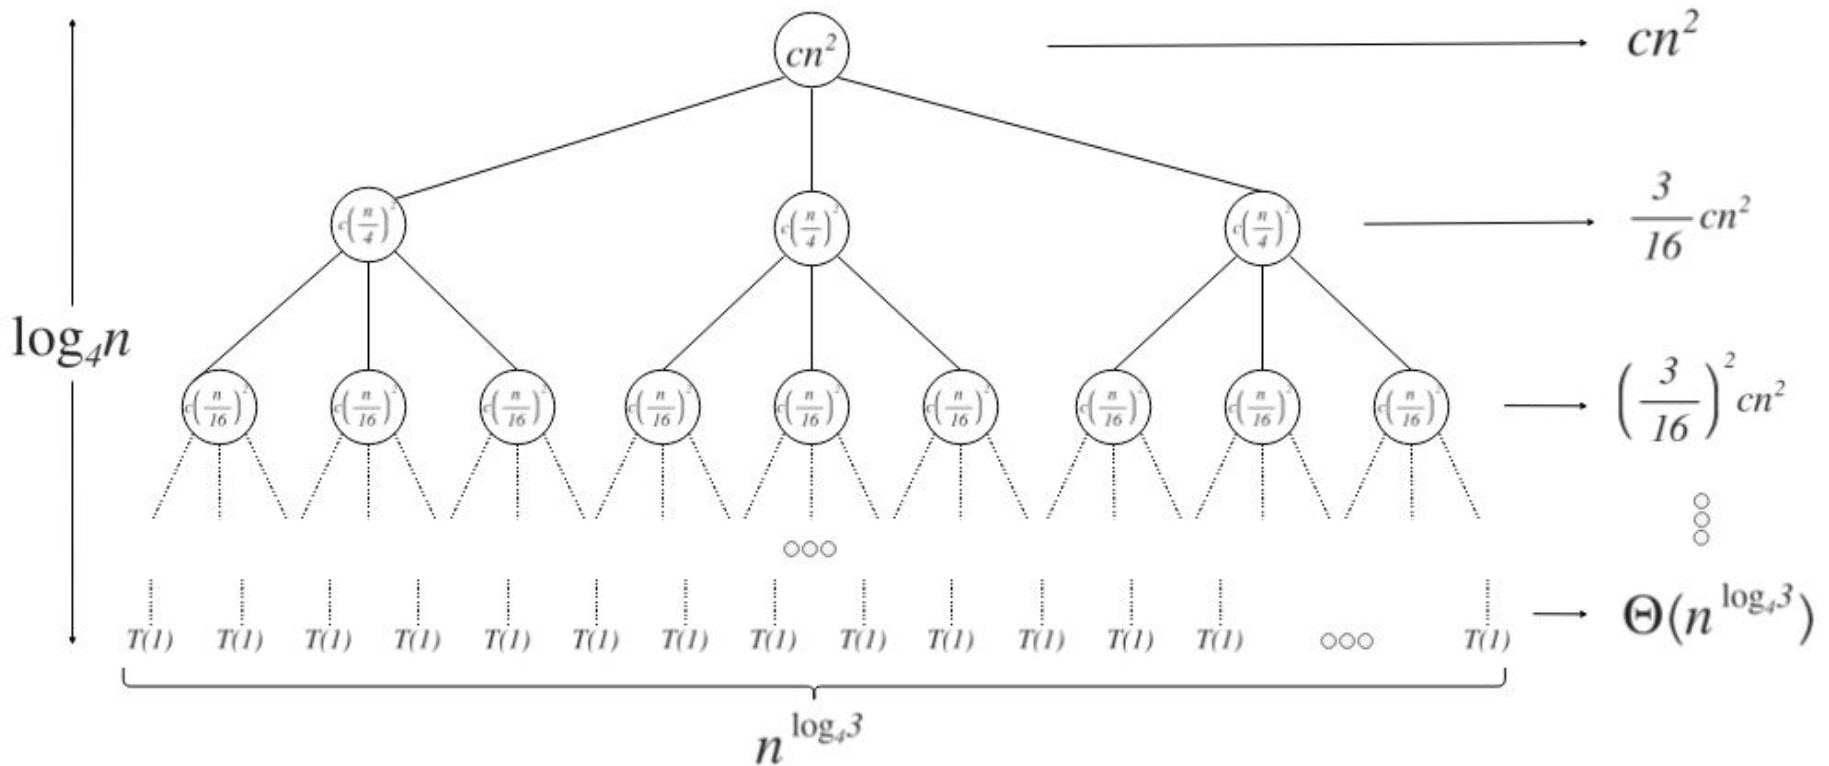 cn² cn²
c(n/4)² c(n/4)² c(n/4)² 3/16 cn²
log₄n
c(n/16)² c(n/16)² c(n/16)² c(n/16)² c(n/16)² c(n/16)² c(n/16)² c(n/16)² c(n/16)² (3/16)² cn²
T(1) T(1) T(1) T(1) T(1) T(1) T(1) T(1) T(1) T(1) T(1) T(1) T(1) T(1) Θ(n^log₄3)
n^log₄3